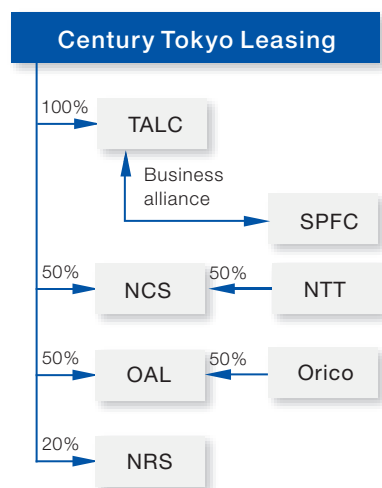 Century Tokyo Leasing
100%
TALC
Business
alliance
SPFC
50%
NCS
50%
NTT
50%
OAL
50%
Orico
20%
NRS